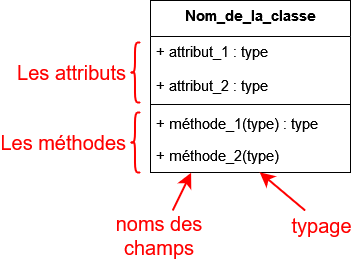 Nom_de_la_classe
Les attributs
+ attribut_1 : type
+ attribut_2 : type
Les méthodes
+ méthode_1(type) : type
+ méthode_2(type)
noms des
champs
typage